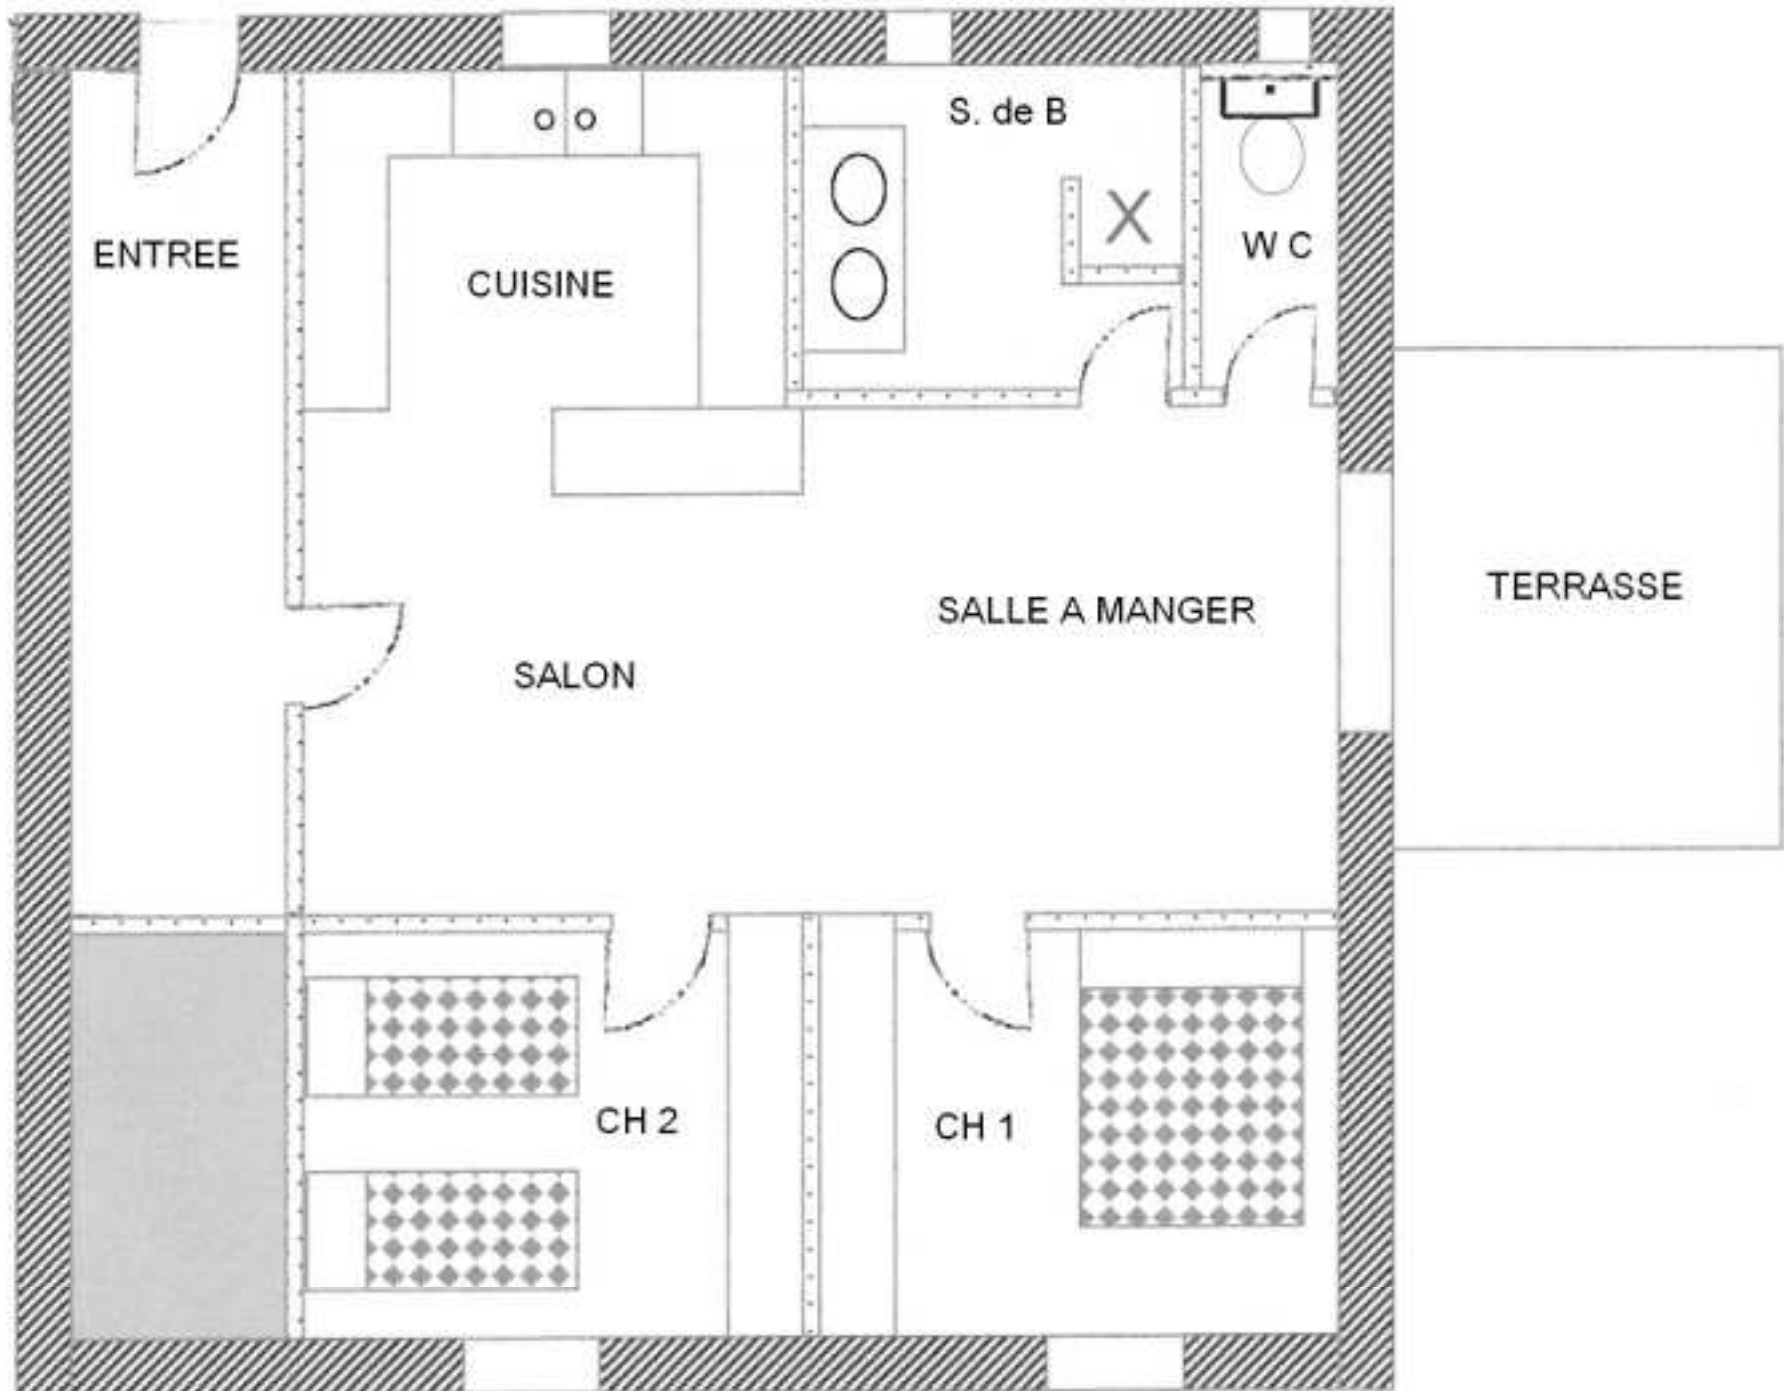 S. de B
ENTREE
CUISINE
W C
SALLE A MANGER
TERRASSE
SALON
CH 2
CH 1